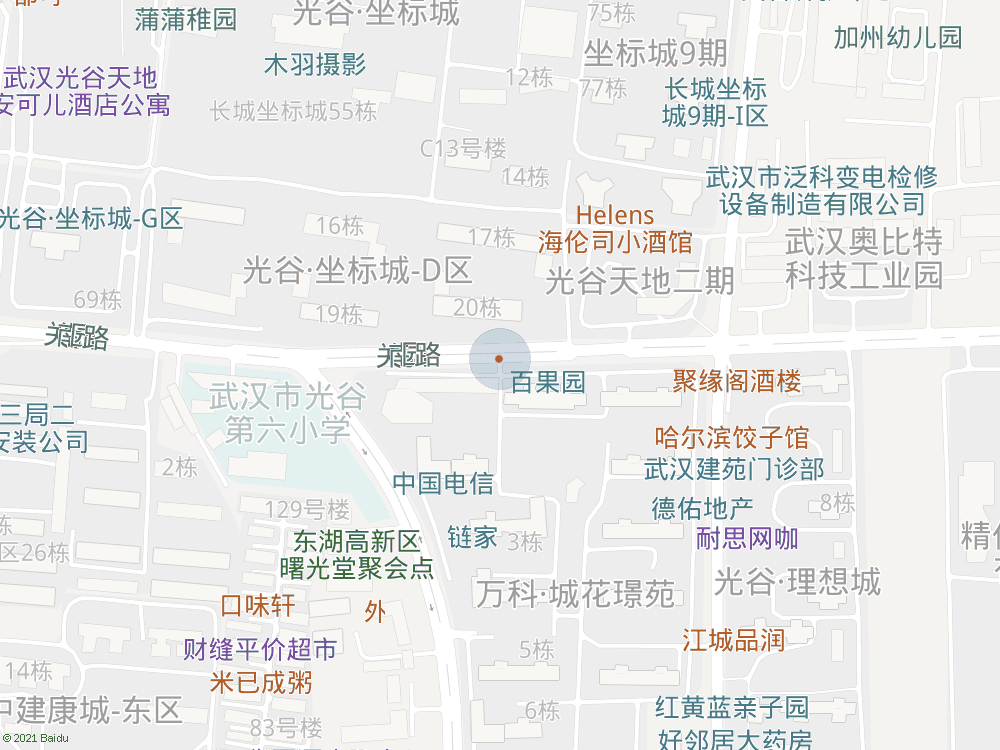 蒲蒲稚园
光谷·坐标城
75栋
加州幼儿园
坐标城9期
木羽摄影
武汉光谷天地
安可儿酒店公寓
12栋
77栋
长城坐标
城9期-I区
长城坐标城55栋
C13号楼
14栋
武汉市泛科变电检修
设备制造有限公司
光谷·坐标城-G区
16栋
17栋
Helens
海伦司小酒馆
武汉奥比特
科技工业园
光谷·坐标城-D区
光谷天地二期
69栋
19栋
20栋
百果园
聚缘阁酒楼
武汉市光谷
第六小学
三局二
安装公司
哈尔滨饺子馆
武汉建苑门诊部
2栋
中国电信
德佑地产
8栋
129号楼
链家
3栋
耐思网咖
东湖高新区
曙光堂聚会点
区26栋
万科·城花璟苑
光谷·理想城
口味轩
外
江城品润
财缝平价超市
5栋
14栋
米已成粥
中建康城-东区
83号楼
6栋
红黄蓝亲子园
好邻居大药房
© 2021 Baidu